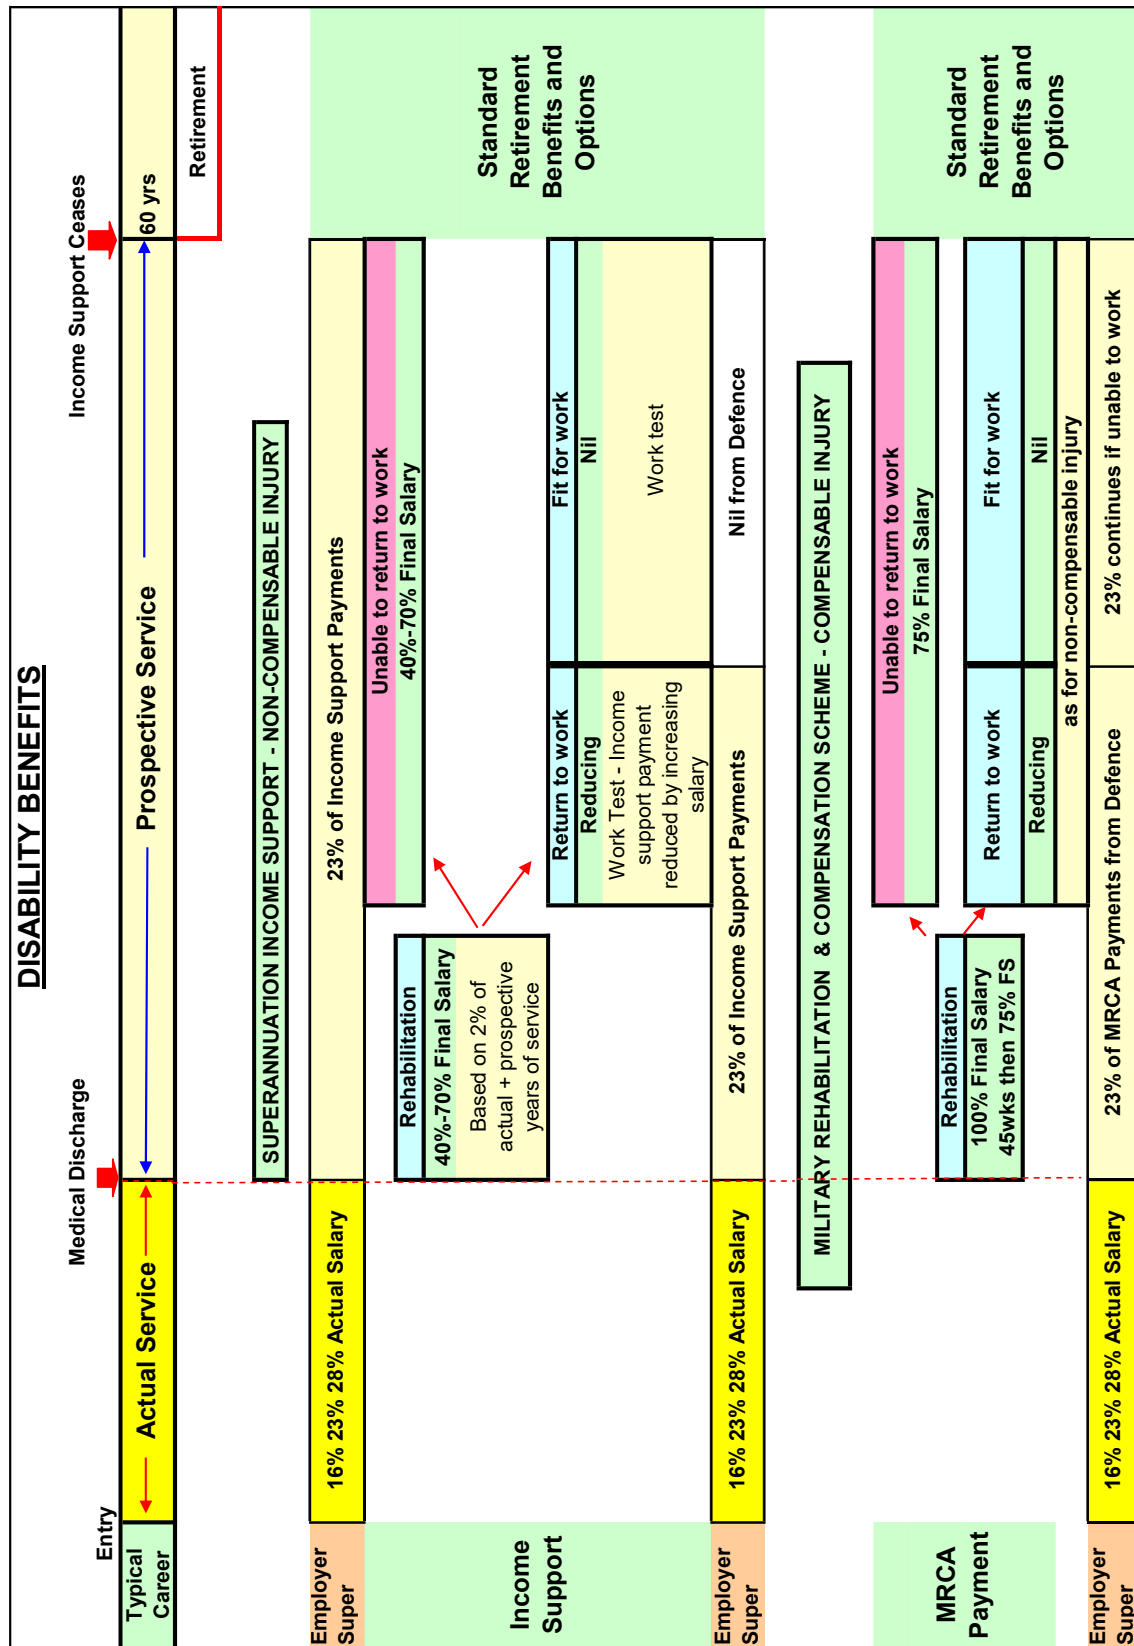 DISABILITY BENEFITS
Entry
Medical Discharge
Income Support Ceases
Typical
Career
Actual Service
Prospective Service
60 yrs
Retirement
SUPERANNUATION INCOME SUPPORT - NON-COMPENSABLE INJURY
Employer
Super
16% 23% 28% Actual Salary
23% of Income Support Payments
Standard
Retirement
Benefits and
Options
Income
Support
Unable to return to work
40%-70% Final Salary
Rehabilitation
40%-70% Final Salary
Based on 2% of
actual + prospective
years of service
Return to work
Reducing
Work Test - Income
support payment
reduced by increasing
salary
Fit for work
Nil
Work test
Employer
Super
16% 23% 28% Actual Salary
23% of Income Support Payments
Nil from Defence
MILITARY REHABILITATION & COMPENSATION SCHEME - COMPENSABLE INJURY
MRCA
Payment
Unable to return to work
75% Final Salary
Standard
Retirement
Benefits and
Options
Rehabilitation
100% Final Salary
45wks then 75% FS
Return to work
Reducing
Fit for work
Nil
as for non-compensable injury
Employer
Super
16% 23% 28% Actual Salary
23% of MRCA Payments from Defence
23% continues if unable to work